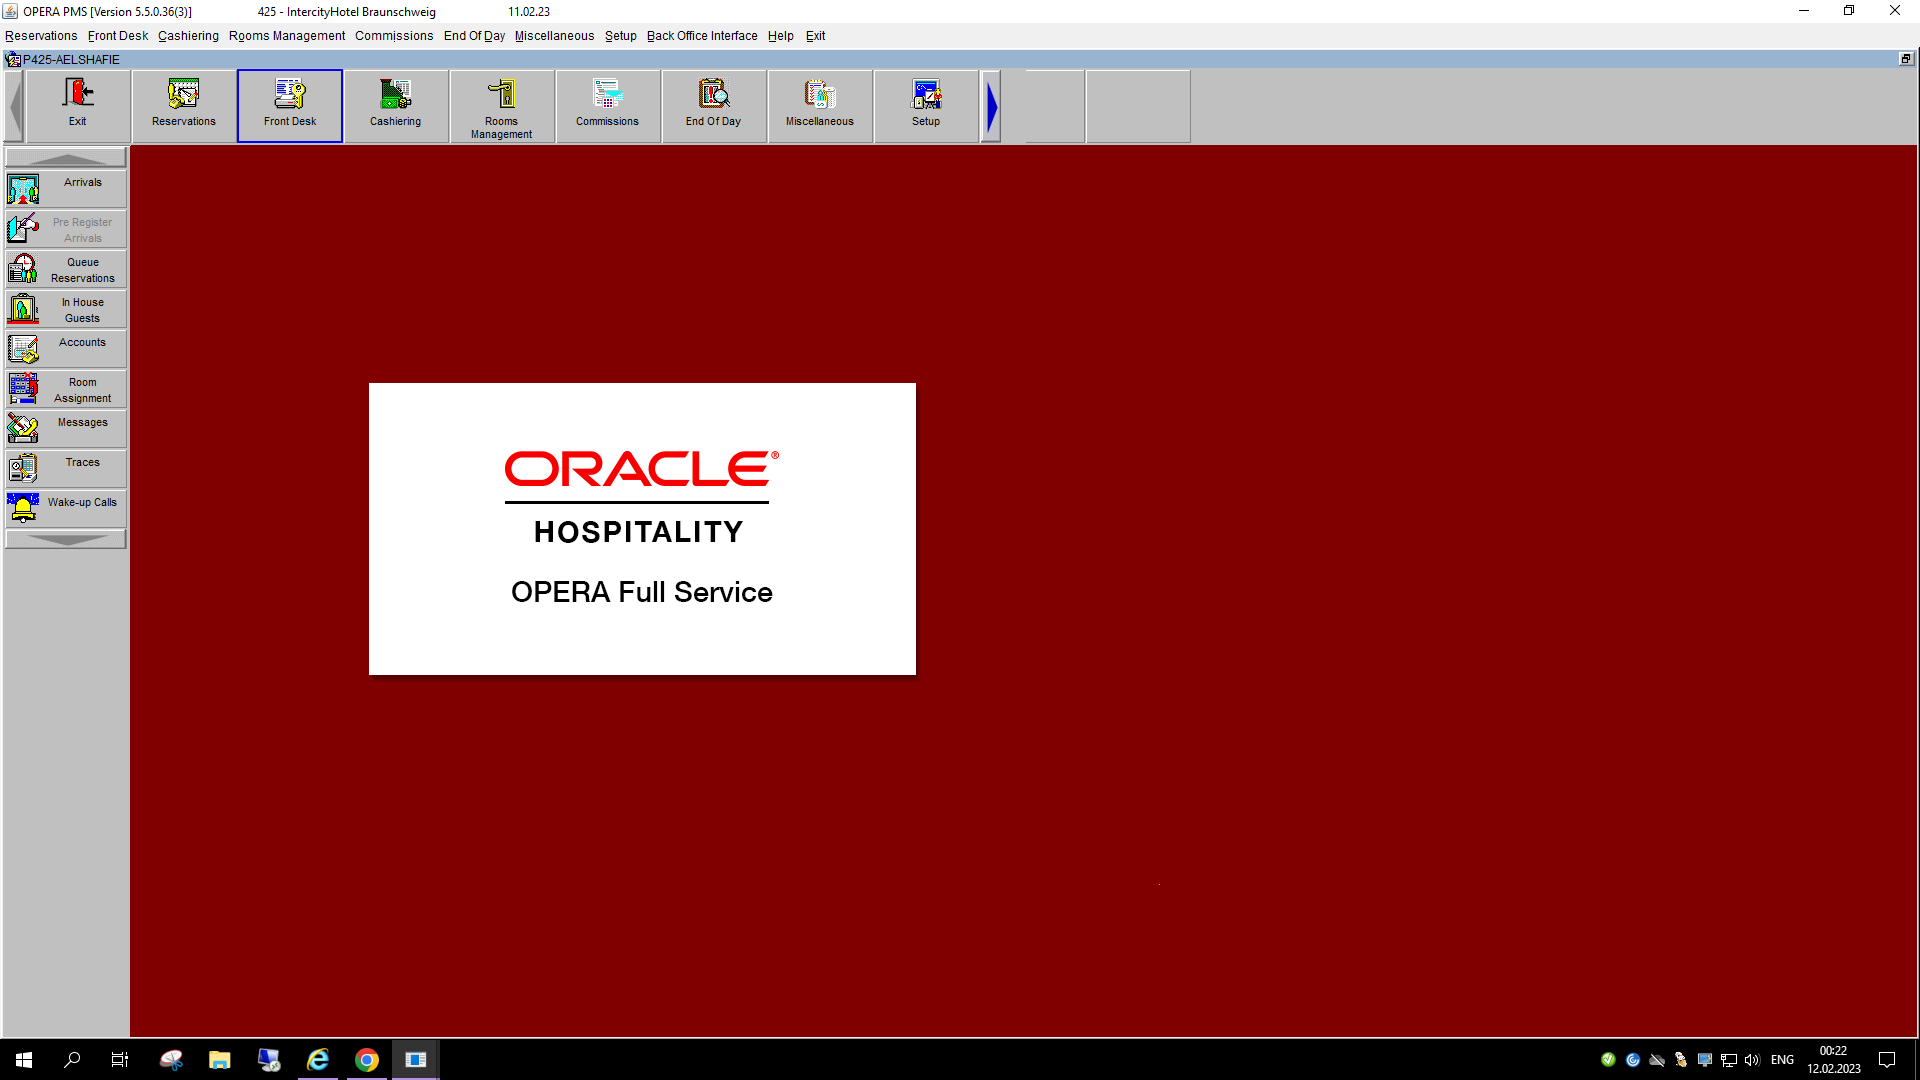 OPERA PMS [Version 5.5.0.36(3)] 425 - IntercityHotel Braunschweig 11.02.23
Reservations Front Desk Cashiering Rooms Management Commissions End Of Day Miscellaneous Setup Back Office Interface Help Exit
P425-AELSHAFIE
Exit
Reservations
Front Desk
Cashiering
Rooms
Management
Commissions
End Of Day
Miscellaneous
Setup
Arrivals
Pre Register
Arrivals
Queue
Reservations
In House
Guests
Accounts
Room
Assignment
Messages
Traces
Wake-up Calls
ORACLE®
HOSPITALITY
OPERA Full Service
ENG
00:22
12.02.2023